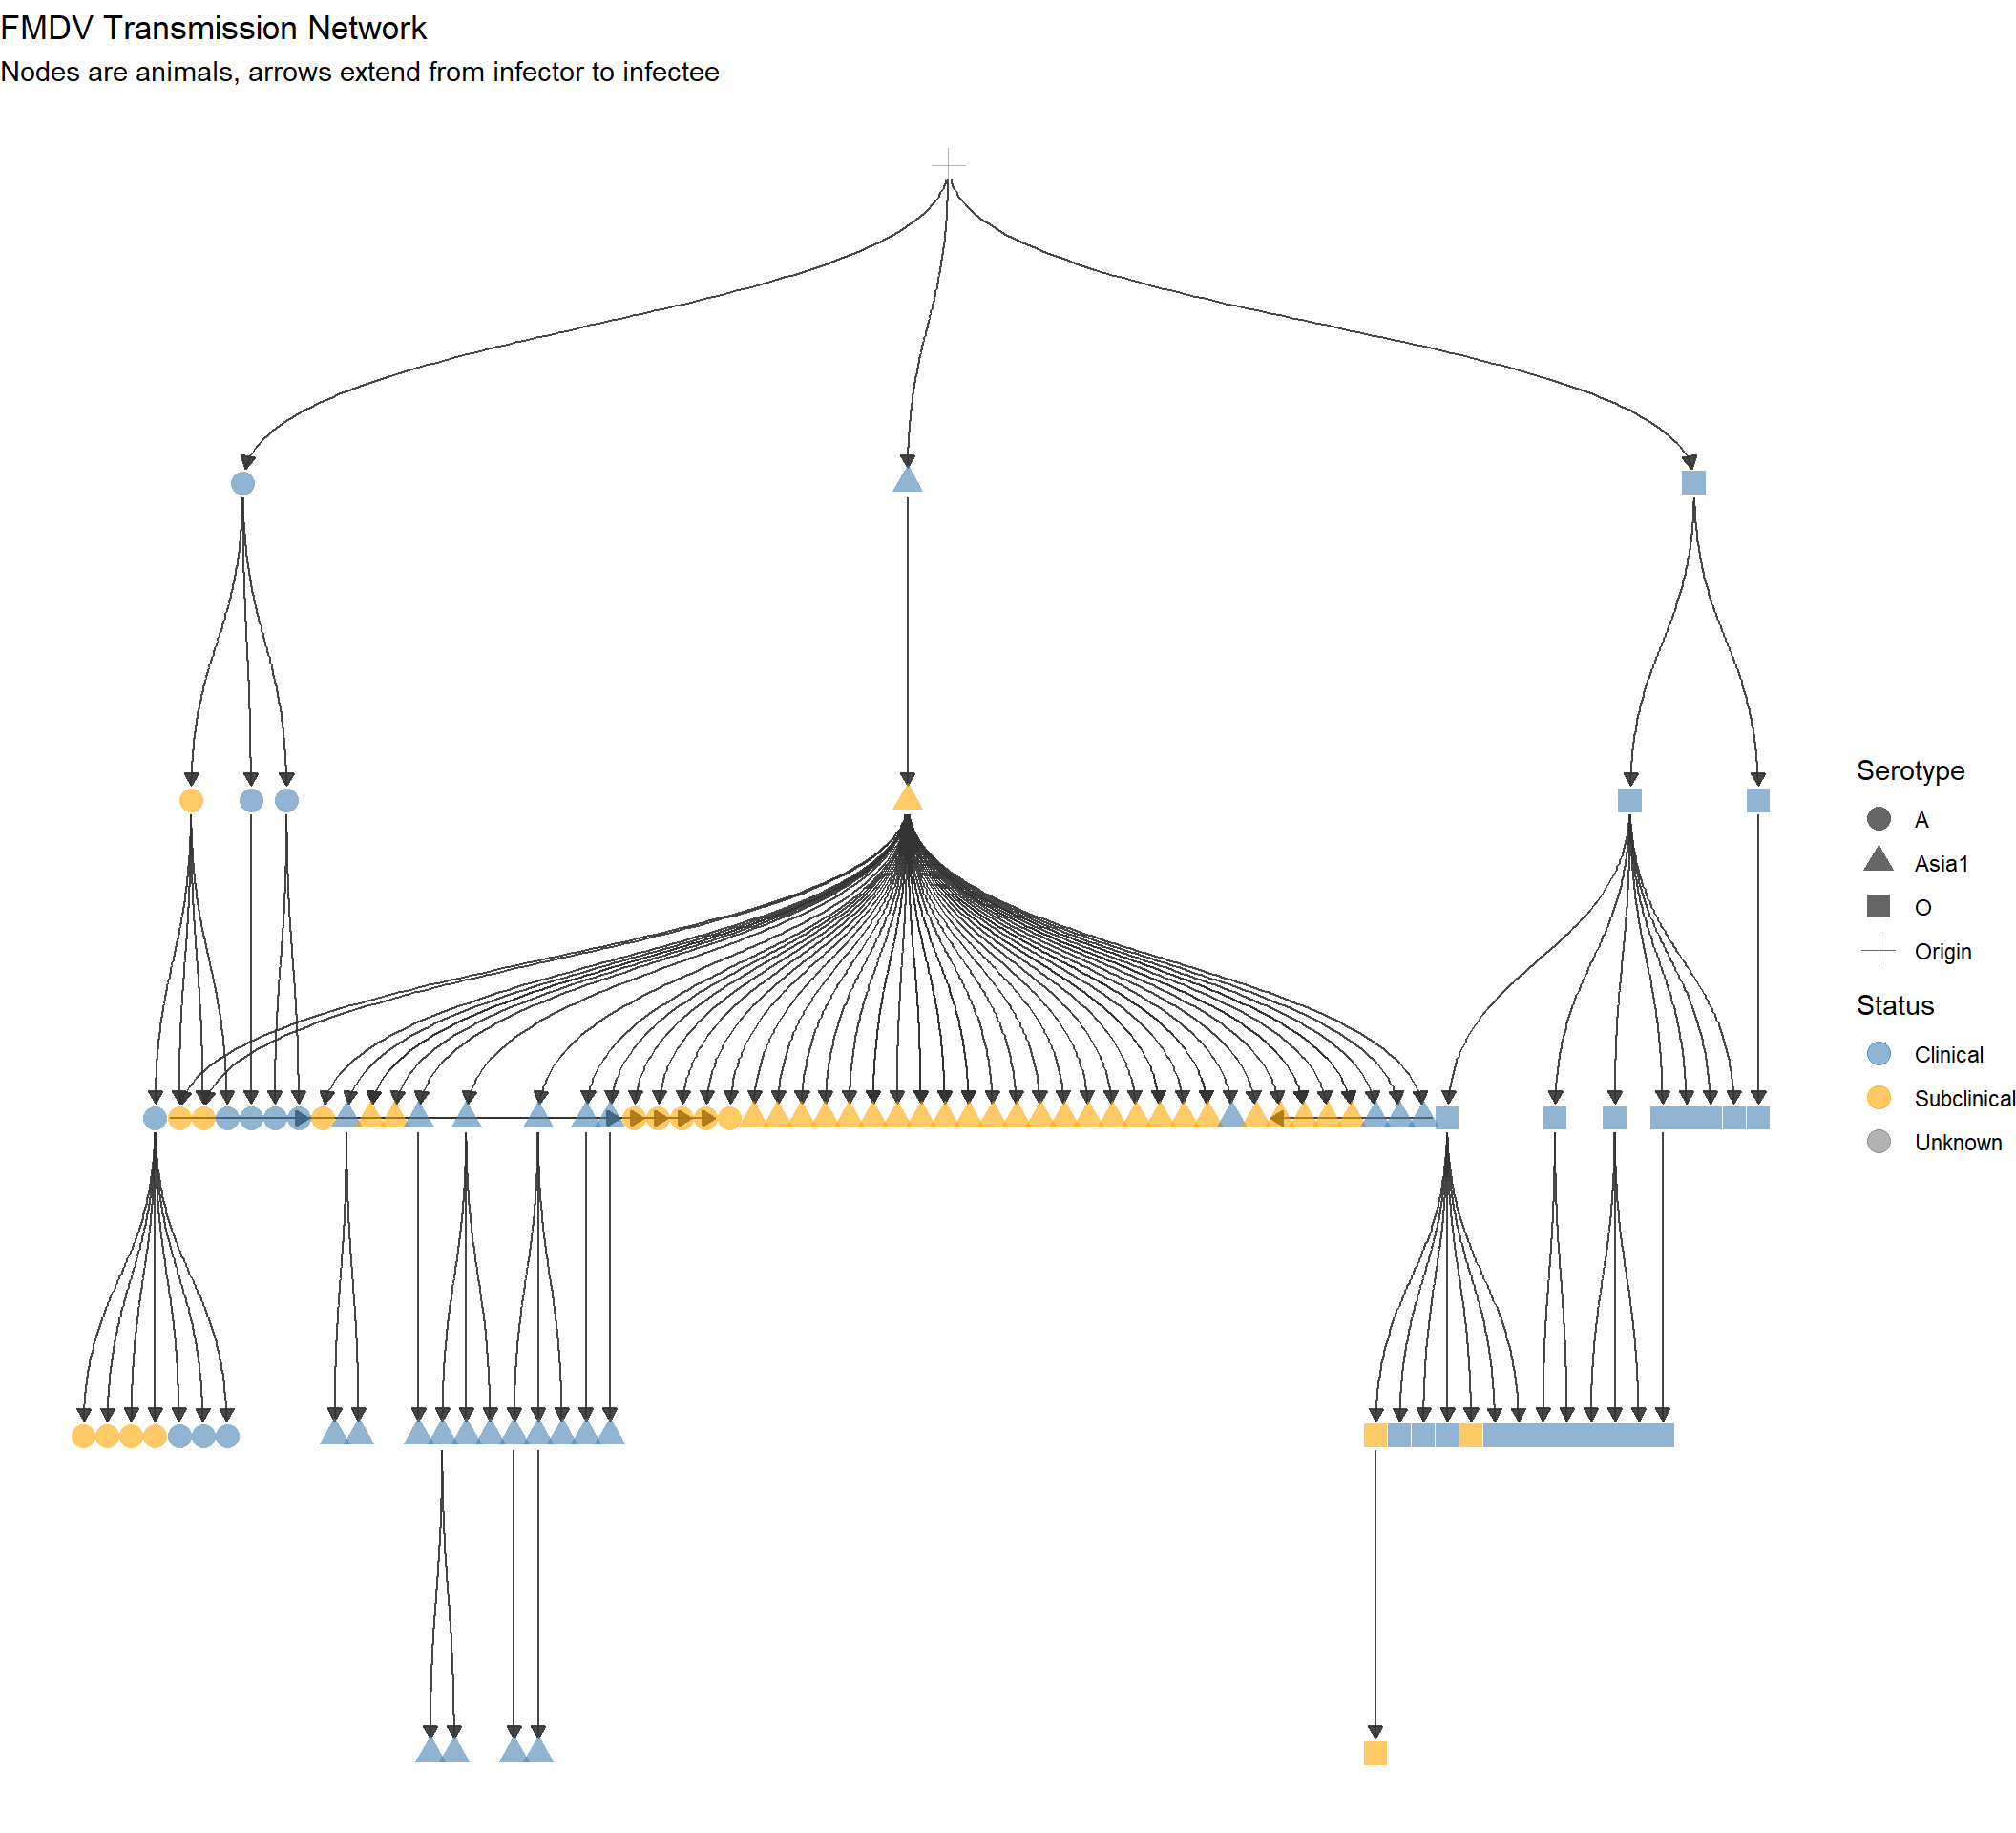 FMDV Transmission Network
Nodes are animals, arrows extend from infector to infectee
Serotype
A
Asia1
O
Origin
Status
Clinical
Subclinical
Unknown